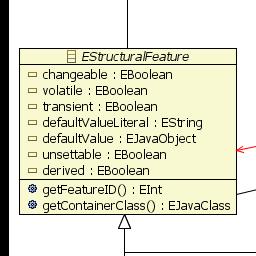 EStructuralFeature
changeable : EBoolean
volatile : EBoolean
transient : EBoolean
defaultValueLiteral : EString
defaultValue : EJavaObject
unsettable : EBoolean
derived : EBoolean
getFeatureID() : EInt
getContainerClass() : EJavaClass